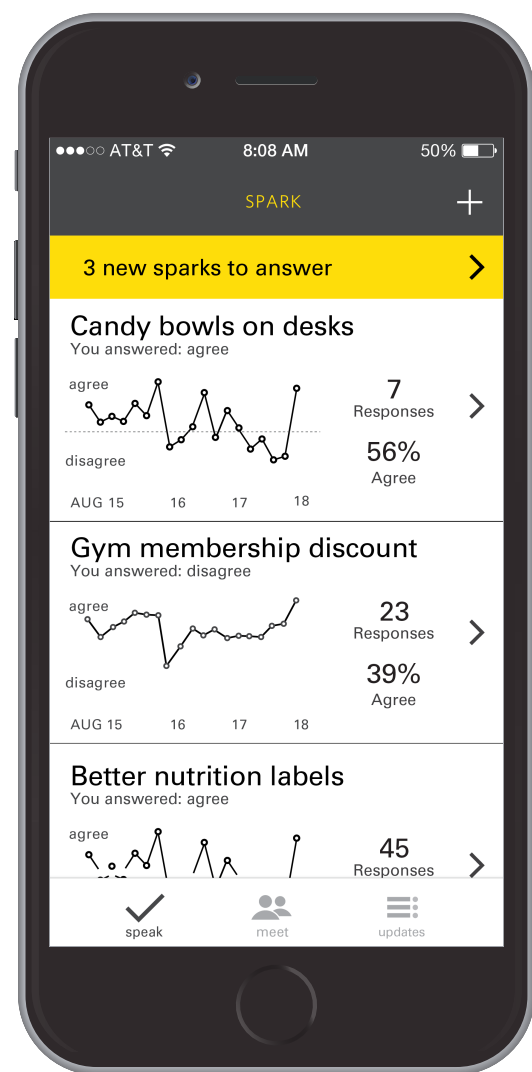 AT&T 8:08 AM 50%
SPARK
3 new sparks to answer
Candy bowls on desks
You answered: agree
agree
disagree
AUG 15 16 17 18
7
Responses
56%
Agree
Gym membership discount
You answered: disagree
agree
disagree
AUG 15 16 17 18
23
Responses
39%
Agree
Better nutrition labels
You answered: agree
agree
45
Responses
speak meet updates